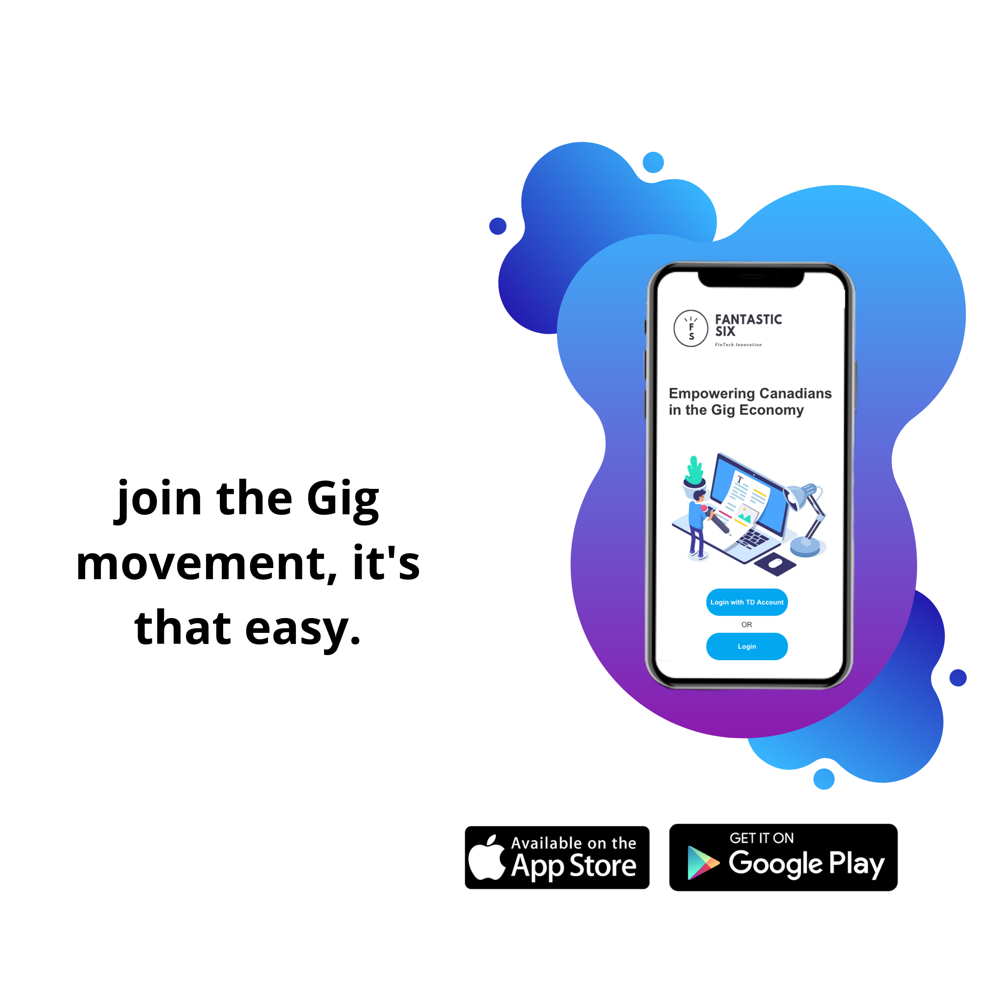 join the Gig
movement, it's
that easy.
F
S
FANTASTIC
SIX
FinTech Innovation
Empowering Canadians
in the Gig Economy
T
Login with TD Account
OR
Login
Available on the
App Store
GET IT ON
Google Play